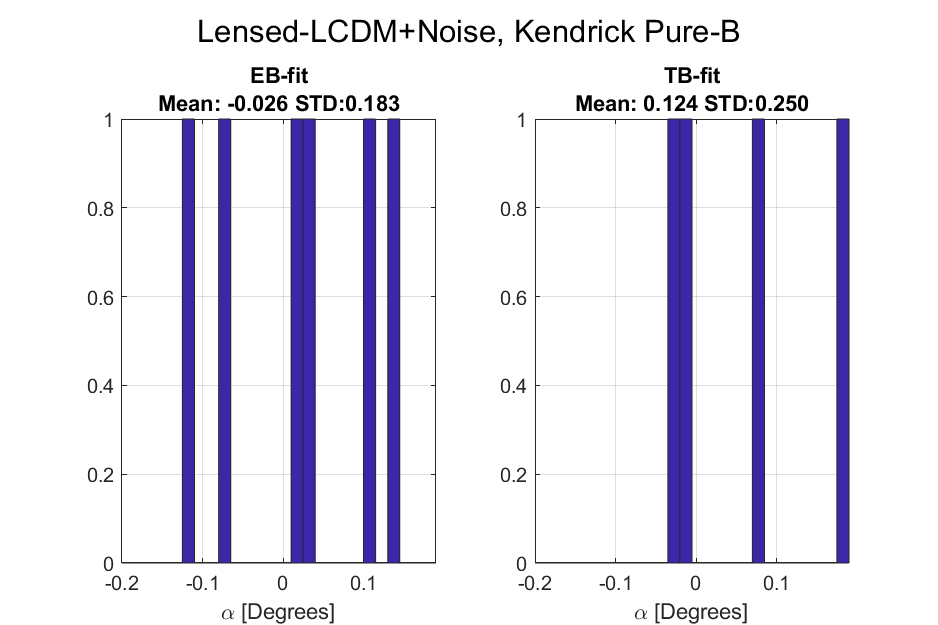 Lensed-LCDM+Noise, Kendrick Pure-B
EB-fit
Mean: -0.026 STD:0.183
1
0.8
0.6
0.4
0.2
0
-0.2
-0.1
0
0.1
α [Degrees]
TB-fit
Mean: 0.124 STD:0.250
1
0.8
0.6
0.4
0.2
0
-0.2
-0.1
0
0.1
α [Degrees]